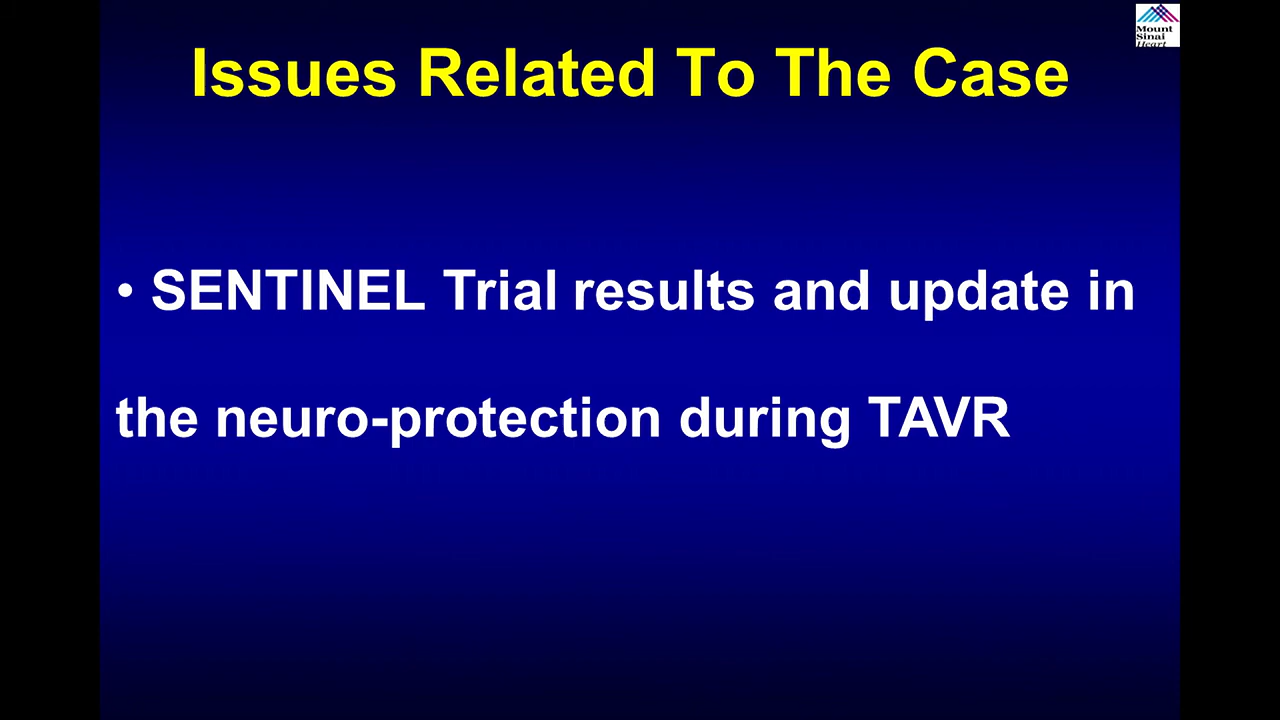 Mount
Sinai
Heart
Issues Related To The Case
• SENTINEL Trial results and update in
the neuro-protection during TAVR